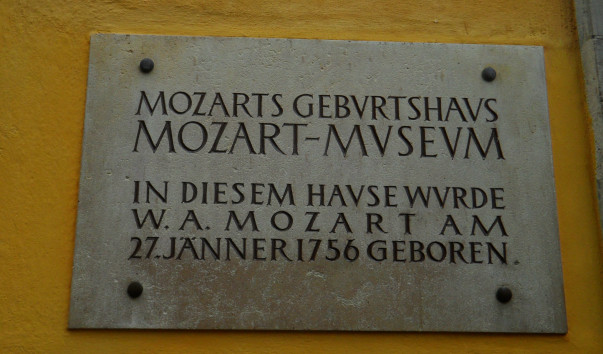 MOZARTS GEBVRTSHAVS
MOZART-MVSEVM
IN DIESEM HAVSE WVRDE
W. A. MOZART AM
27. JÄNNER 1756 GEBOREN.